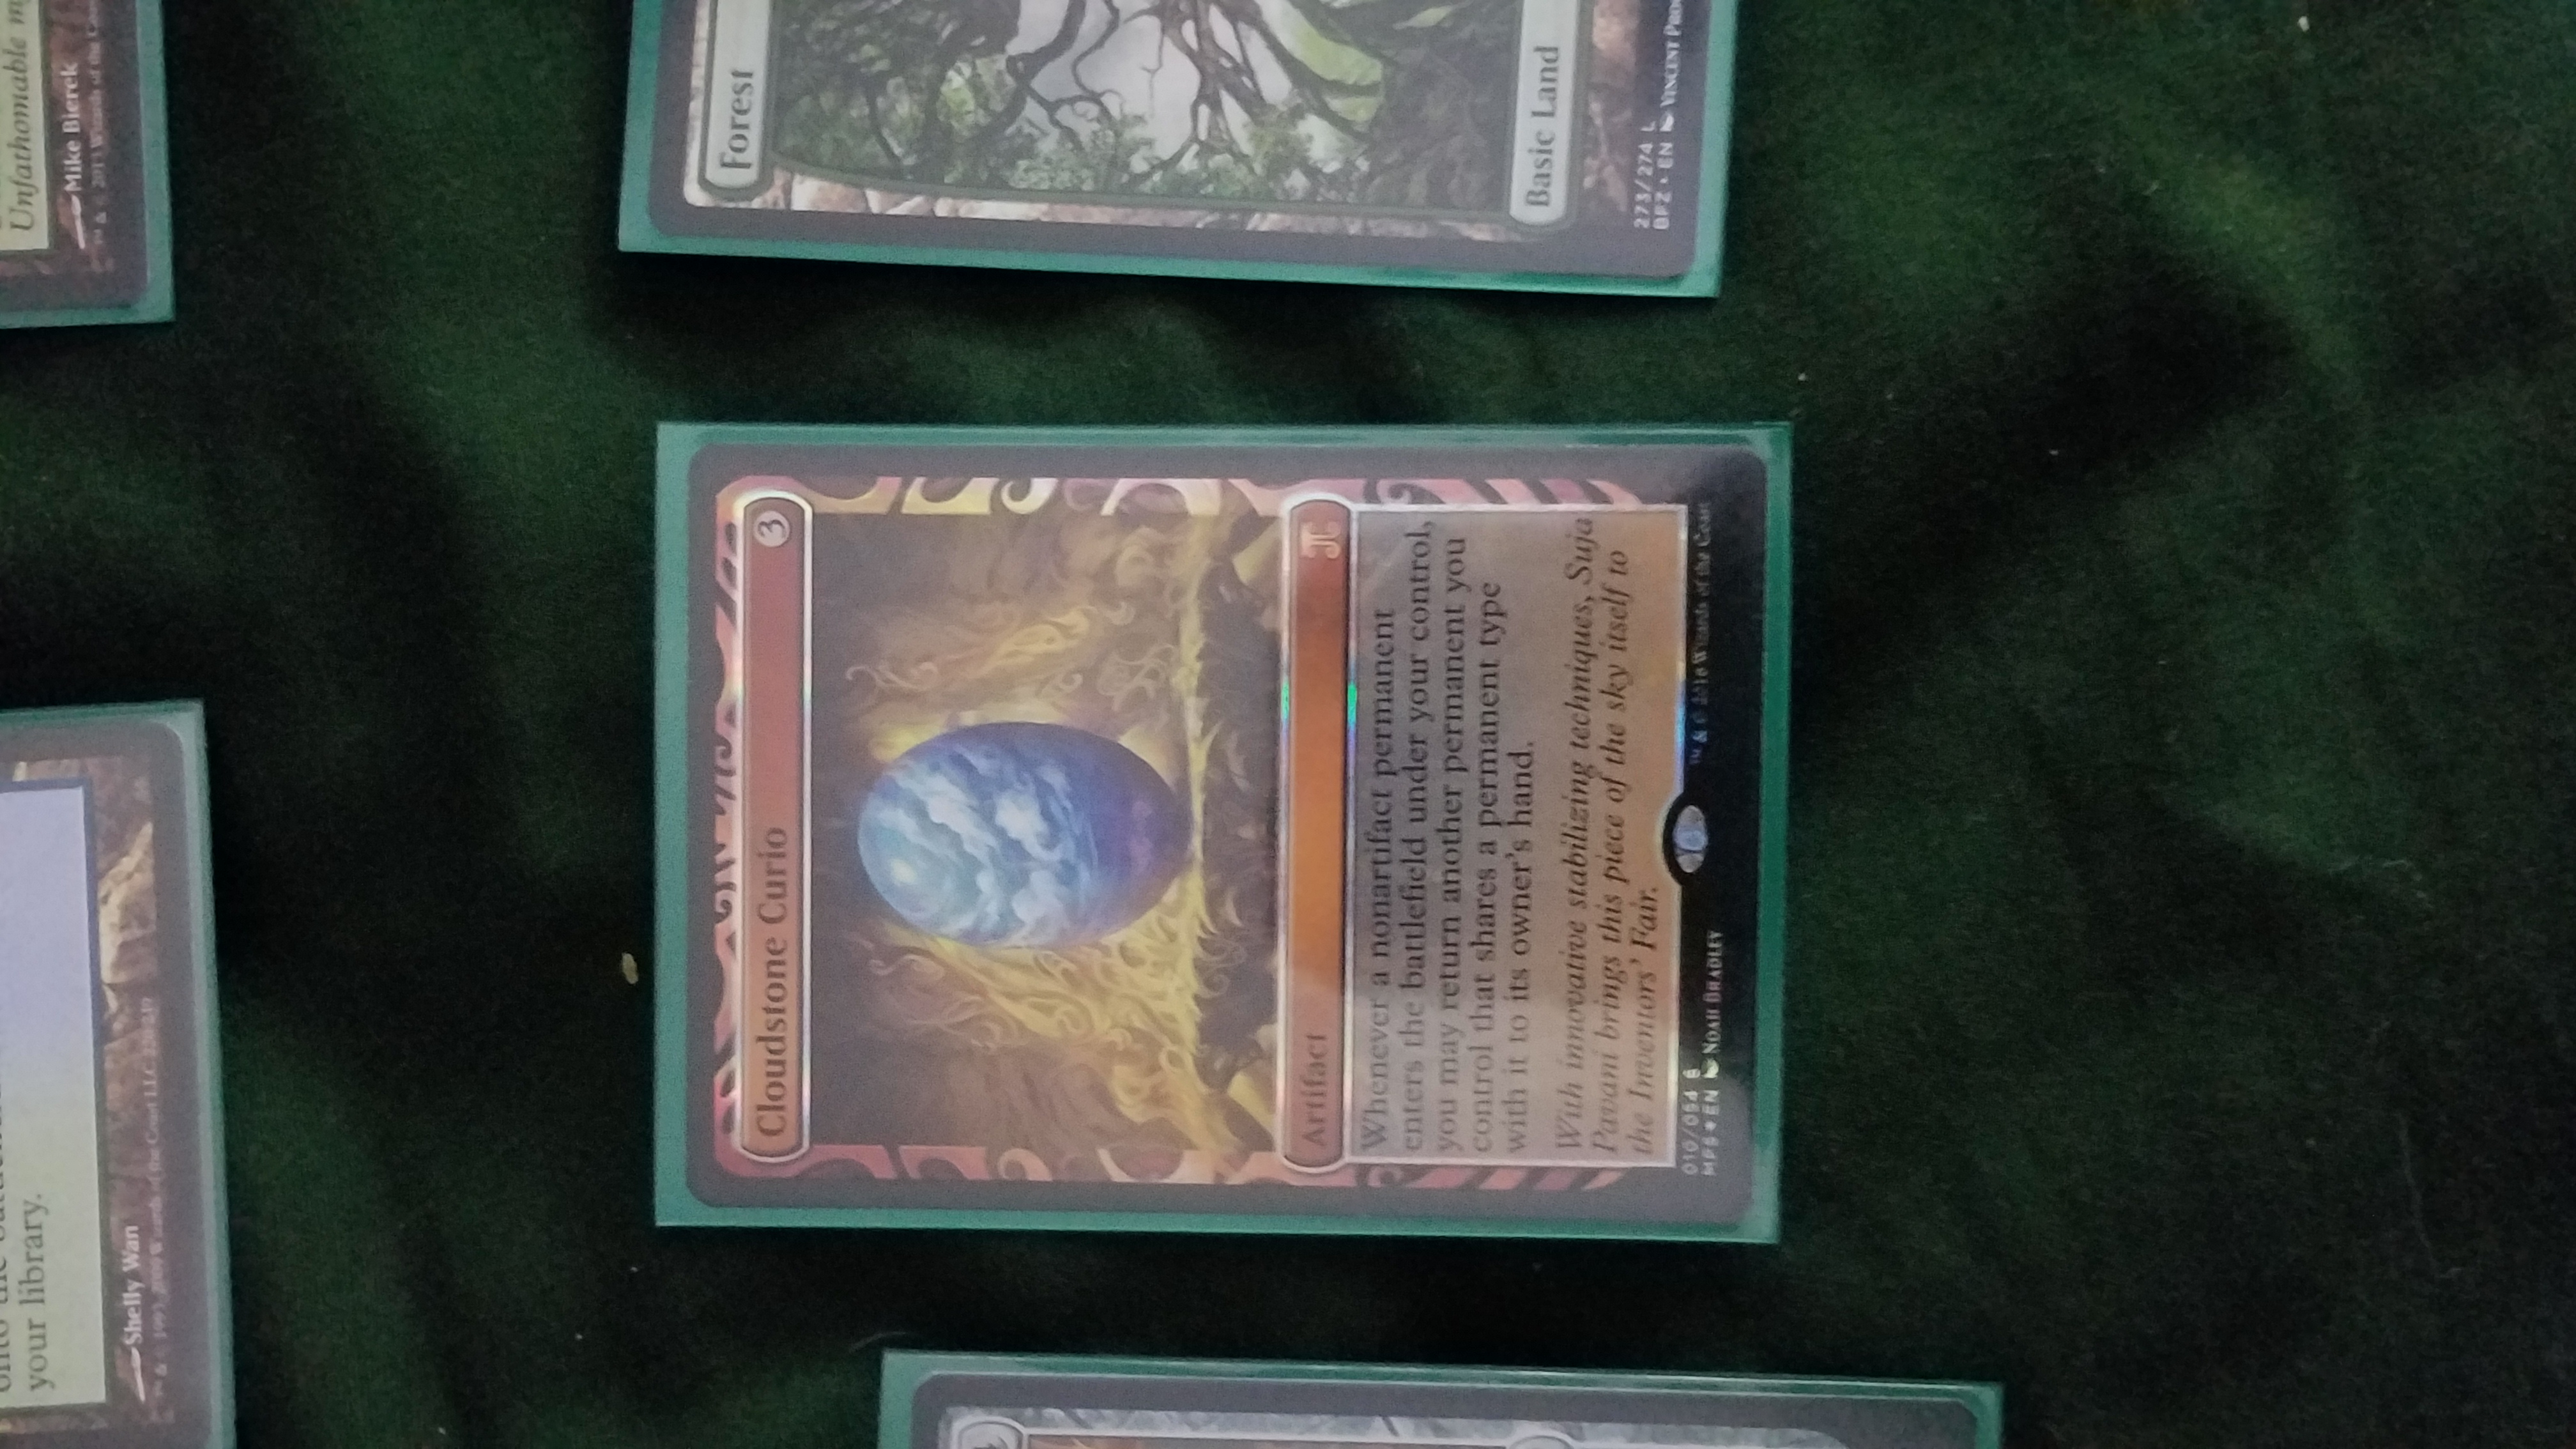 your library.
Shelly Wan
Unfathomable
Mike Bierek
Cloudstone Curio
3
Artifact
Whenever a nonartifact permanent
enters the battlefield under your control,
you may return another permanent you
control that shares a permanent type
with it to its owner's hand.
With innovative stabilizing techniques, Suja
Pavani brings this piece of the sky itself to
the Inventors' Fair.
010/054 S
MPS★EN NOAH BRADLEY
™ & © 2016 Wizards of the Coast
Forest
Basic Land
273/274 L
BFZ • EN VINCENT